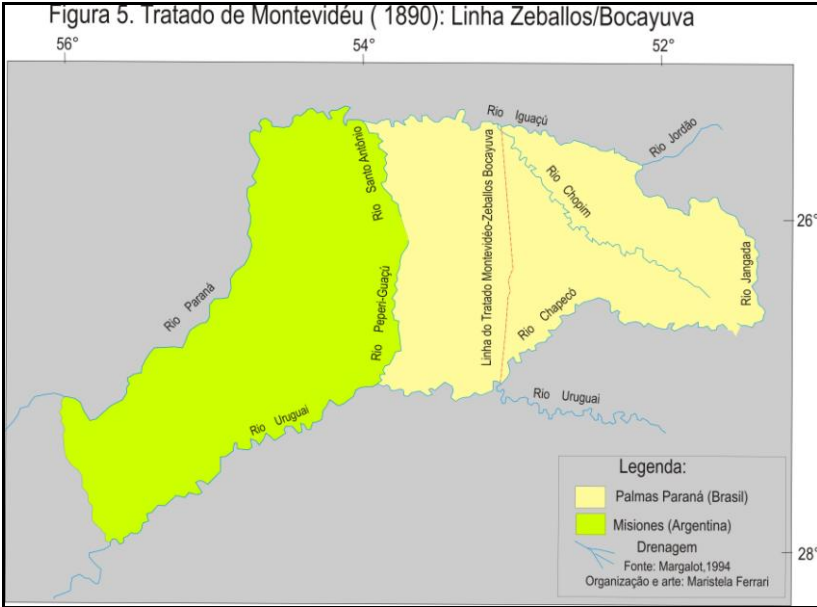 Figura 5. Tratado de Montevidéu ( 1890): Linha Zeballos/Bocayuva
56°
54°
52°
Rio Iguaçú
Rio Jordão
Rio Santo Antônio
Linha do Tratado Montevidéo-Zeballos Bocayuva
Rio Chopim
26°
Rio Jangada
Rio Paraná
Rio Peperi-Guaçú
Rio Chapecó
Rio Uruguai
Rio Uruguai
Legenda:
Palmas Paraná (Brasil)
Misiones (Argentina)
Drenagem
Fonte: Margalot,1994
Organização e arte: Maristela Ferrari
28°